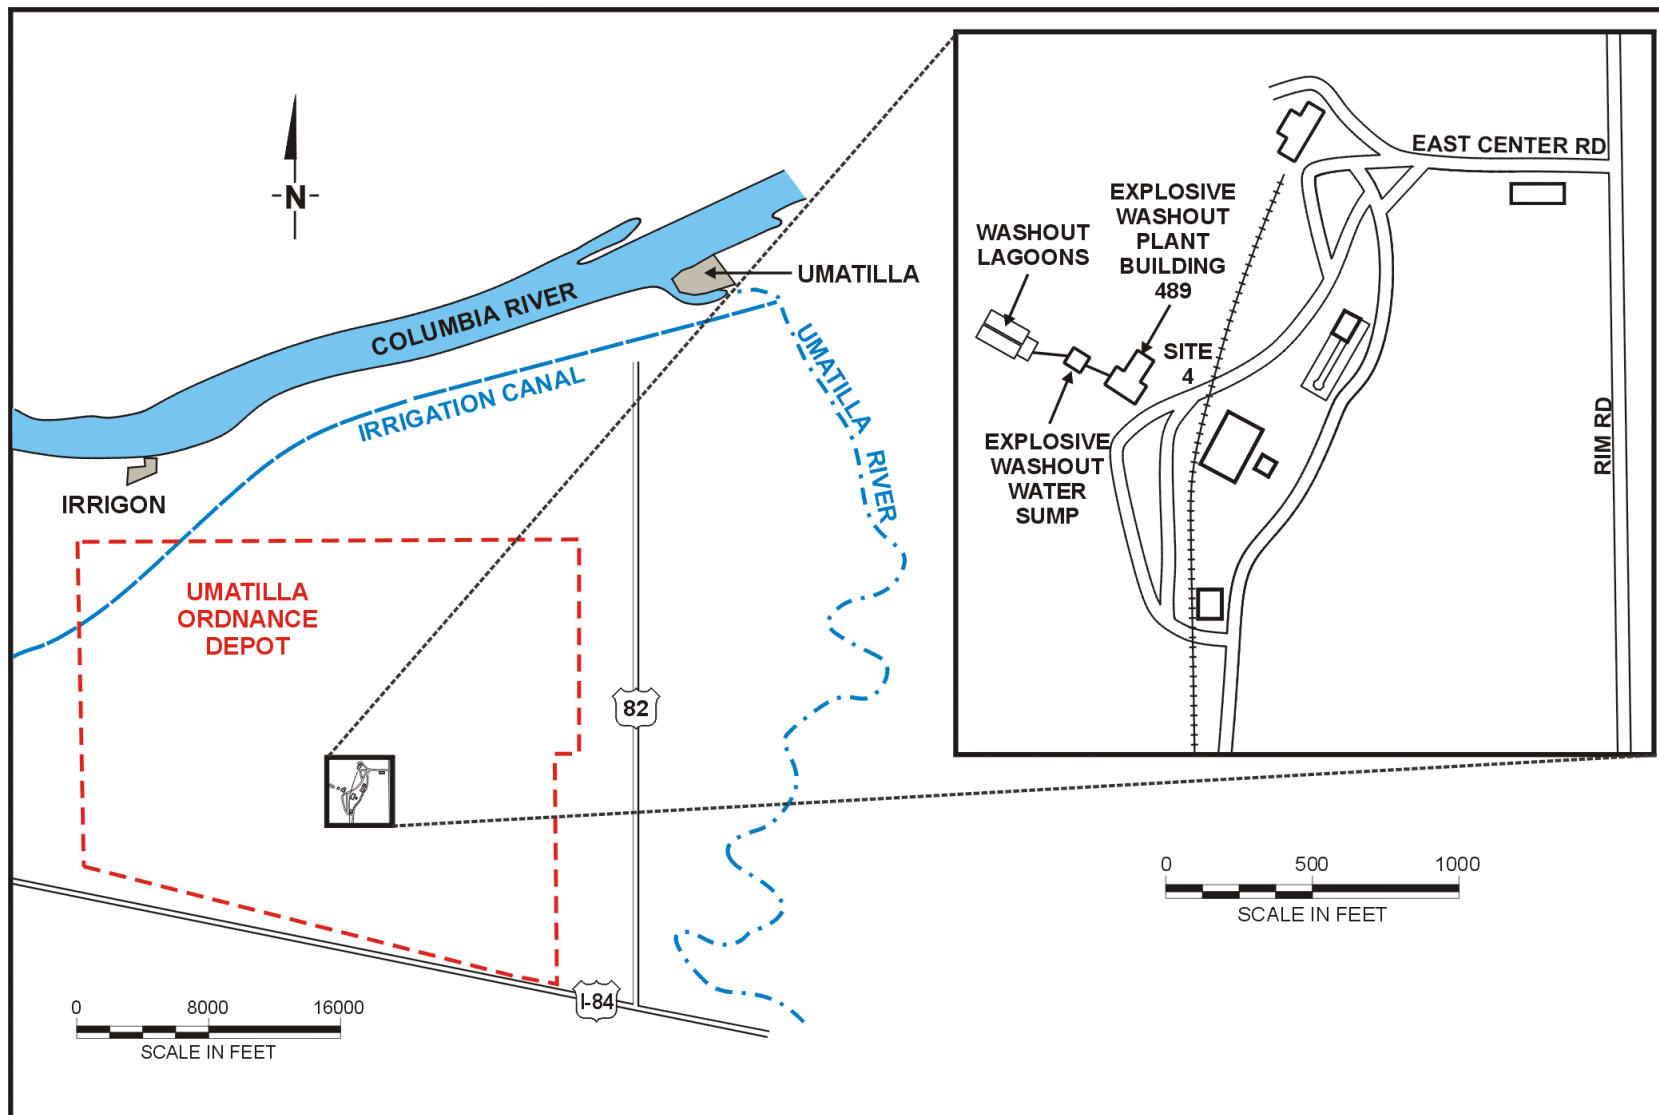 N
COLUMBIA RIVER
UMATILLA
IRRIGATION CANAL
UMATILLA RIVER
IRRIGON
UMATILLA
ORDNANCE
DEPOT
82
I-84
0 8000 16000
SCALE IN FEET
EAST CENTER RD
RIM RD
EXPLOSIVE
WASHOUT
PLANT
BUILDING
489
WASHOUT
LAGOONS
SITE
4
EXPLOSIVE
WASHOUT
WATER
SUMP
0 500 1000
SCALE IN FEET